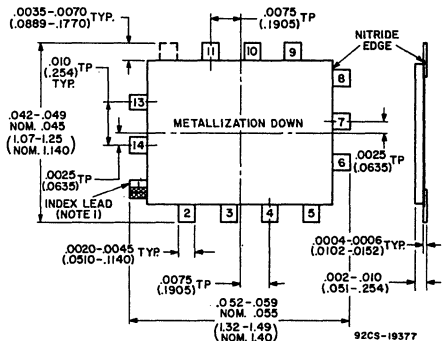 .0035-.0070 TYP.
(.0889-.1770)
.0075 TP
(.1905)
11
10
9
NITRIDE
EDGE
.010 TP
(.254)
TYP.
8
13
METALLIZATION DOWN
7
.042-.049
NOM. .045
(1.07-1.25
NOM. 1.140)
14
6
.0025 TP
(.0635)
.0025 TP
(.0635)
INDEX LEAD
(NOTE 1)
2
3
4
5
.0020-.0045 TYP.
(.0510-.1140)
.0004-.0006 TYP.
(.0102-.0152)
.0075 TP
(.1905)
.002-.010
(.051-.254)
.052-.059
NOM. .055
(1.32-1.49
NOM. 1.40)
92CS-19377